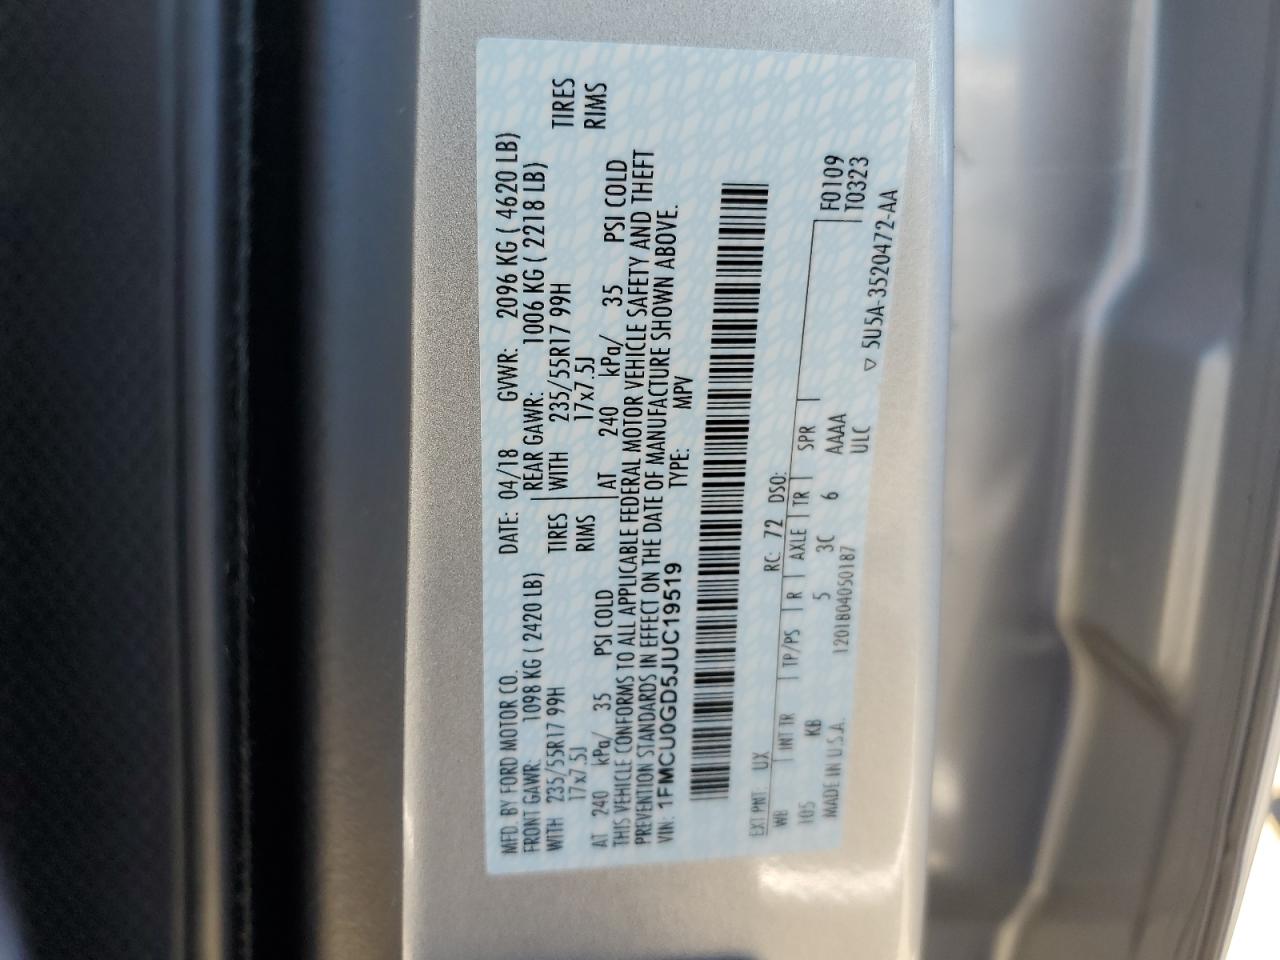 MFD. BY FORD MOTOR CO.
DATE: 04/18 GVWR: 2096 KG ( 4620 LB)
FRONT GAWR: 1098 KG ( 2420 LB) REAR GAWR: 1006 KG ( 2218 LB)
WITH 235/55R17 99H TIRES WITH 235/55R17 99H TIRES
17x7.5J RIMS 17x7.5J RIMS
AT 240 kPa/ 35 PSI COLD AT 240 kPa/ 35 PSI COLD
THIS VEHICLE CONFORMS TO ALL APPLICABLE FEDERAL MOTOR VEHICLE SAFETY AND THEFT
PREVENTION STANDARDS IN EFFECT ON THE DATE OF MANUFACTURE SHOWN ABOVE.
VIN: 1FMCU0GD5JUC19519 TYPE: MPV
EXT PNT: UX RC: 72 DSO:
WB INT TR TP/PS R AXLE TR SPR F0109
105 KB 5 3C 6 AAAA T0323
MADE IN U.S.A. 1201804050187 ULC
▽ 5U5A-3520472-AA